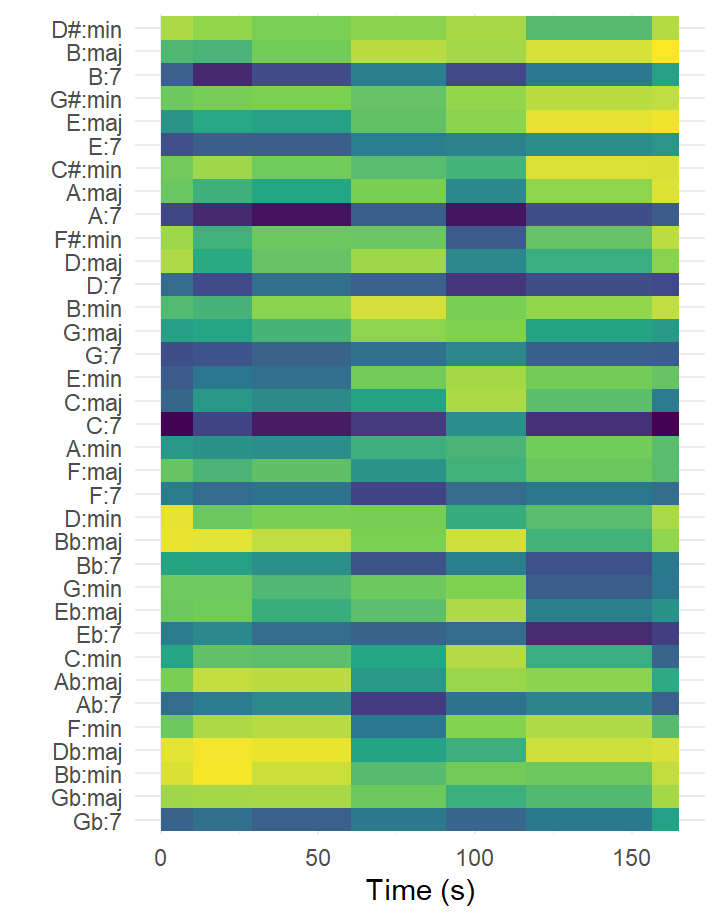 D#:min
B:maj
B:7
G#:min
E:maj
E:7
C#:min
A:maj
A:7
F#:min
D:maj
D:7
B:min
G:maj
G:7
E:min
C:maj
C:7
A:min
F:maj
F:7
D:min
Bb:maj
Bb:7
G:min
Eb:maj
Eb:7
C:min
Ab:maj
Ab:7
F:min
Db:maj
Bb:min
Gb:maj
Gb:7
0 50 100 150
Time (s)